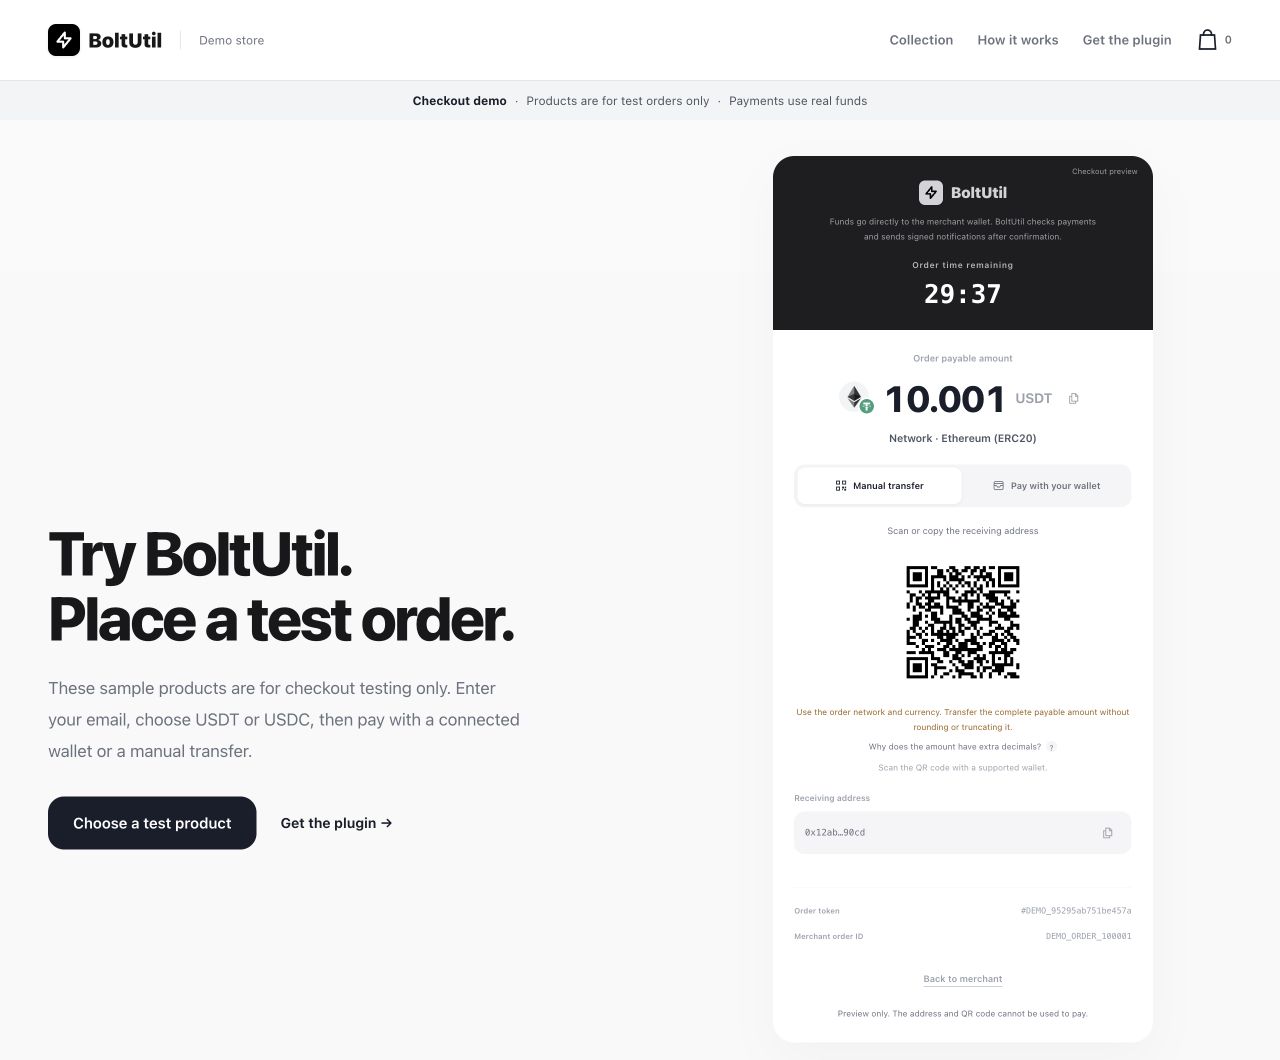 BoltUtil
Demo store
Collection
How it works
Get the plugin
0
Checkout demo · Products are for test orders only · Payments use real funds
Try BoltUtil.
Place a test order.
These sample products are for checkout testing only. Enter
your email, choose USDT or USDC, then pay with a connected
wallet or a manual transfer.
Choose a test product
Get the plugin →
Checkout preview
BoltUtil
Funds go directly to the merchant wallet. BoltUtil checks payments
and sends signed notifications after confirmation.
Order time remaining
29:37
Order payable amount
10.001 USDT
Network · Ethereum (ERC20)
Manual transfer
Pay with your wallet
Scan or copy the receiving address
Use the order network and currency. Transfer the complete payable amount without
rounding or truncating it.
Why does the amount have extra decimals? ?
Scan the QR code with a supported wallet.
Receiving address
0x12ab…90cd
Order token #DEMO_95295ab751be457a
Merchant order ID DEMO_ORDER_100001
Back to merchant
Preview only. The address and QR code cannot be used to pay.